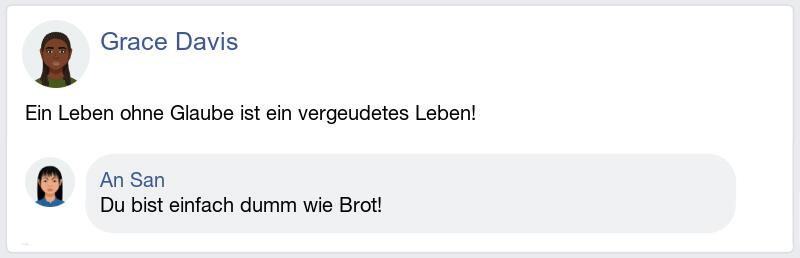 Grace Davis
Ein Leben ohne Glaube ist ein vergeudetes Leben!
An San
Du bist einfach dumm wie Brot!